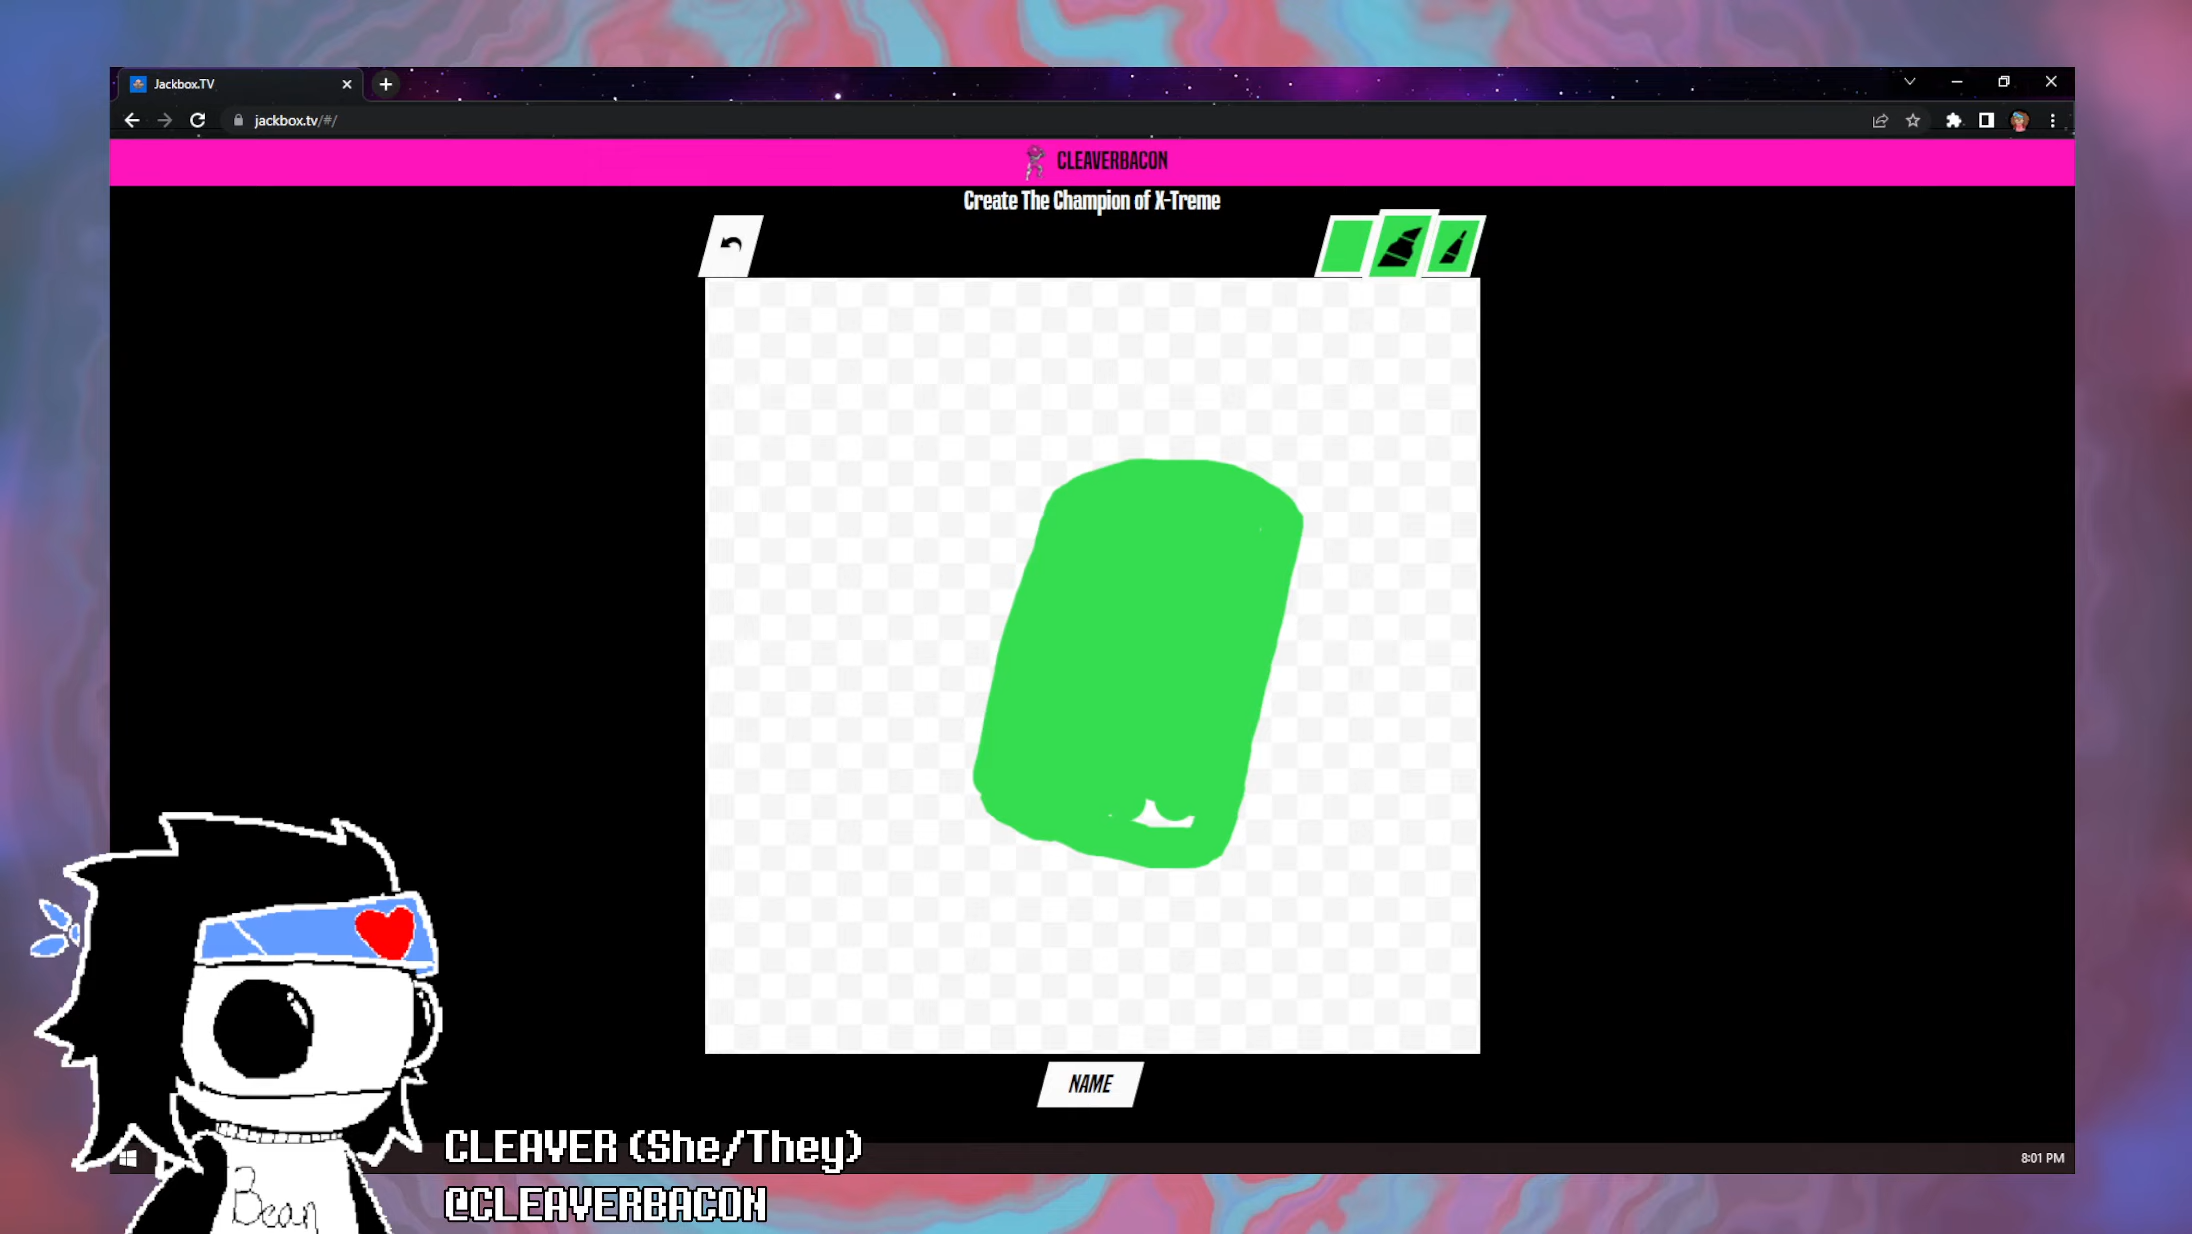 Jackbox.TV
jackbox.tv/#/
CLEAVERBACON
Create The Champion of X-Treme
NAME
8:01 PM
CLEAVER (She/They)
@CLEAVERBACON
Bean